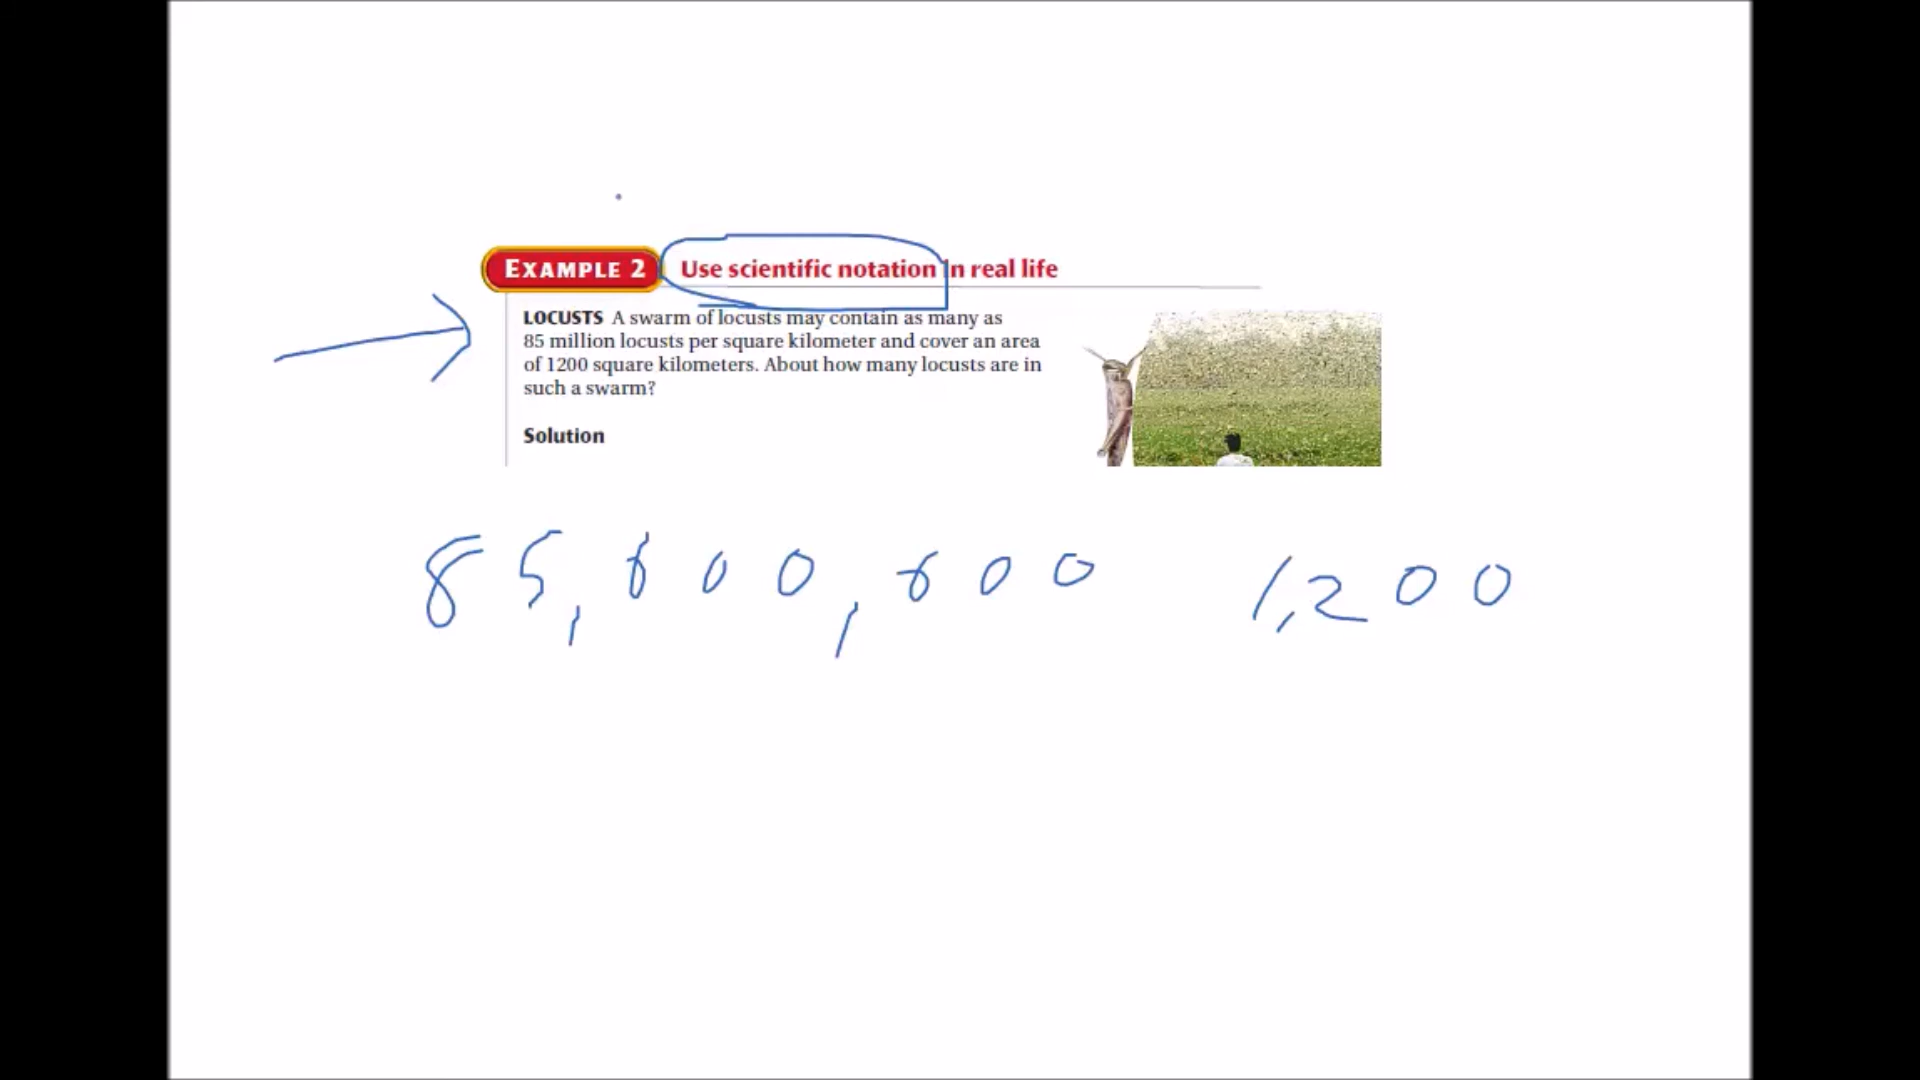 EXAMPLE 2 Use scientific notation in real life
LOCUSTS A swarm of locusts may contain as many as
85 million locusts per square kilometer and cover an area
of 1200 square kilometers. About how many locusts are in
such a swarm?
Solution
85,000,000 1,200